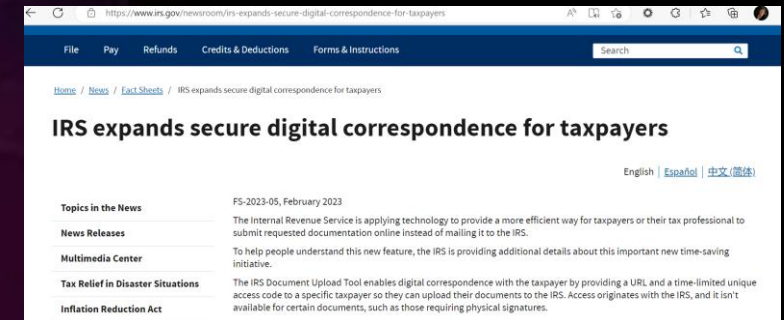 https://www.irs.gov/newsroom/irs-expands-secure-digital-correspondence-for-taxpayers
File Pay Refunds Credits & Deductions Forms & Instructions Search
Home / News / Fact Sheets / IRS expands secure digital correspondence for taxpayers
IRS expands secure digital correspondence for taxpayers
English | Español | 中文 (简体)
Topics in the News
News Releases
Multimedia Center
Tax Relief in Disaster Situations
Inflation Reduction Act
FS-2023-05, February 2023
The Internal Revenue Service is applying technology to provide a more efficient way for taxpayers or their tax professional to
submit requested documentation online instead of mailing it to the IRS.
To help people understand this new feature, the IRS is providing additional details about this important new time-saving
initiative.
The IRS Document Upload Tool enables digital correspondence with the taxpayer by providing a URL and a time-limited unique
access code to a specific taxpayer so they can upload their documents to the IRS. Access originates with the IRS, and it isn't
available for certain documents, such as those requiring physical signatures.